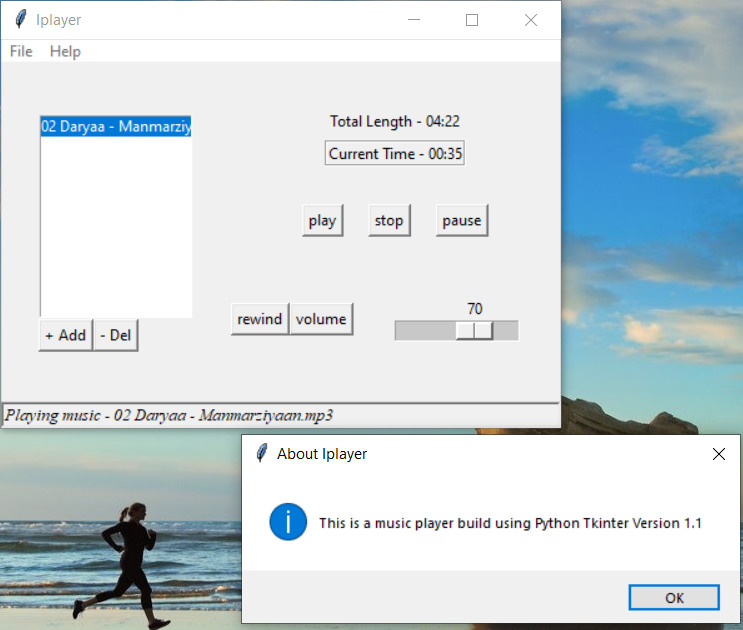 Iplayer
File Help
02 Daryaa - Manmarziy
Total Length - 04:22
Current Time - 00:35
play stop pause
rewind volume
70
+ Add - Del
Playing music - 02 Daryaa - Manmarziyaan.mp3
About Iplayer
i
This is a music player build using Python Tkinter Version 1.1
OK